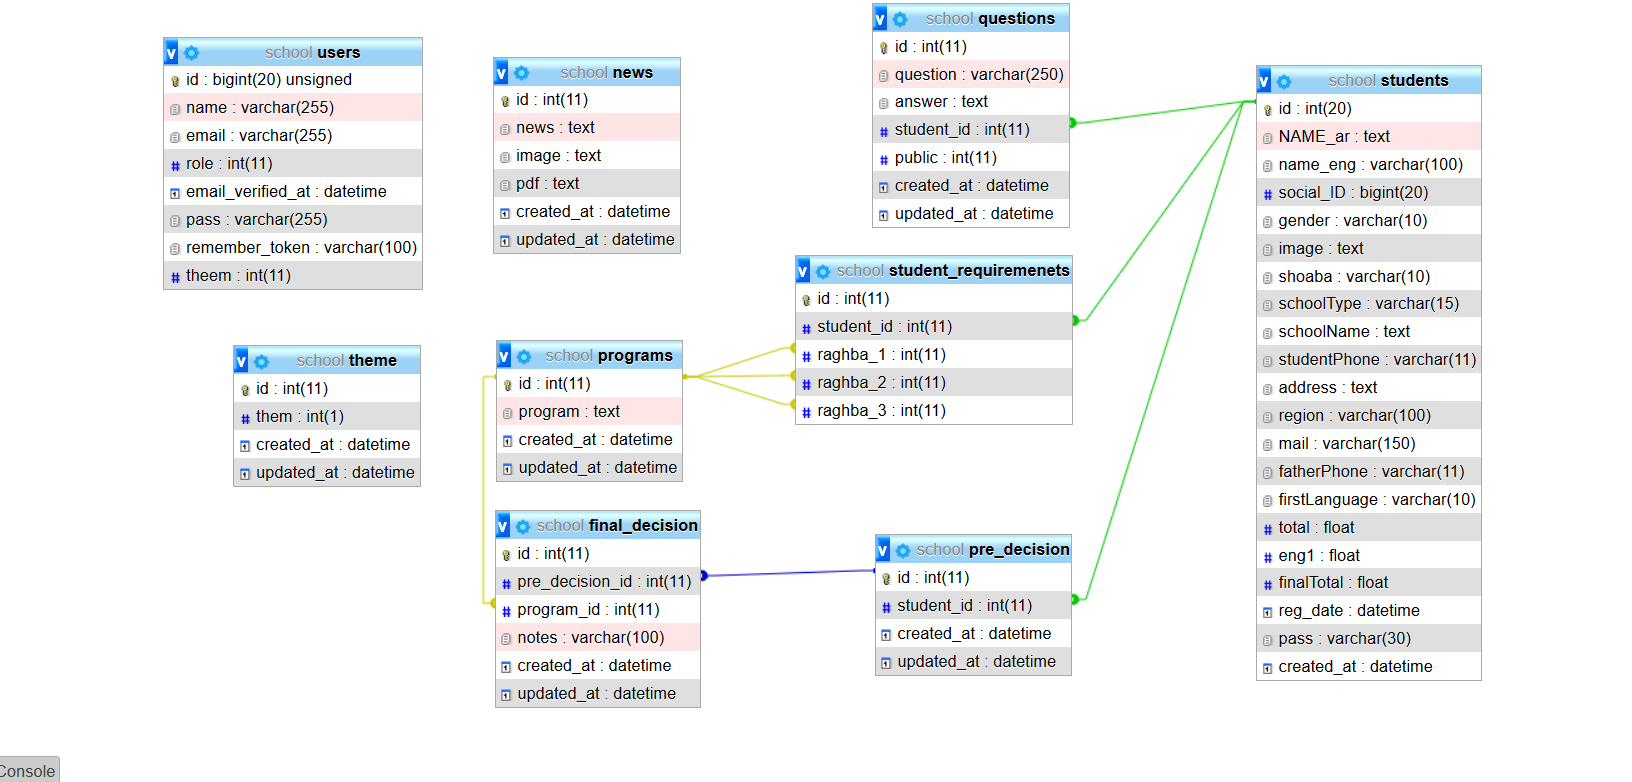 school users
id : bigint(20) unsigned
name : varchar(255)
email : varchar(255)
role : int(11)
email_verified_at : datetime
pass : varchar(255)
remember_token : varchar(100)
theem : int(11)
school news
id : int(11)
news : text
image : text
pdf : text
created_at : datetime
updated_at : datetime
school questions
id : int(11)
question : varchar(250)
answer : text
student_id : int(11)
public : int(11)
created_at : datetime
updated_at : datetime
school students
id : int(20)
NAME_ar : text
name_eng : varchar(100)
social_ID : bigint(20)
gender : varchar(10)
image : text
shoaba : varchar(10)
schoolType : varchar(15)
schoolName : text
studentPhone : varchar(11)
address : text
region : varchar(100)
mail : varchar(150)
fatherPhone : varchar(11)
firstLanguage : varchar(10)
total : float
eng1 : float
finalTotal : float
reg_date : datetime
pass : varchar(30)
created_at : datetime
school student_requiremenets
id : int(11)
student_id : int(11)
raghba_1 : int(11)
raghba_2 : int(11)
raghba_3 : int(11)
school theme
id : int(11)
them : int(1)
created_at : datetime
updated_at : datetime
school programs
id : int(11)
program : text
created_at : datetime
updated_at : datetime
school final_decision
id : int(11)
pre_decision_id : int(11)
program_id : int(11)
notes : varchar(100)
created_at : datetime
updated_at : datetime
school pre_decision
id : int(11)
student_id : int(11)
created_at : datetime
updated_at : datetime
Console